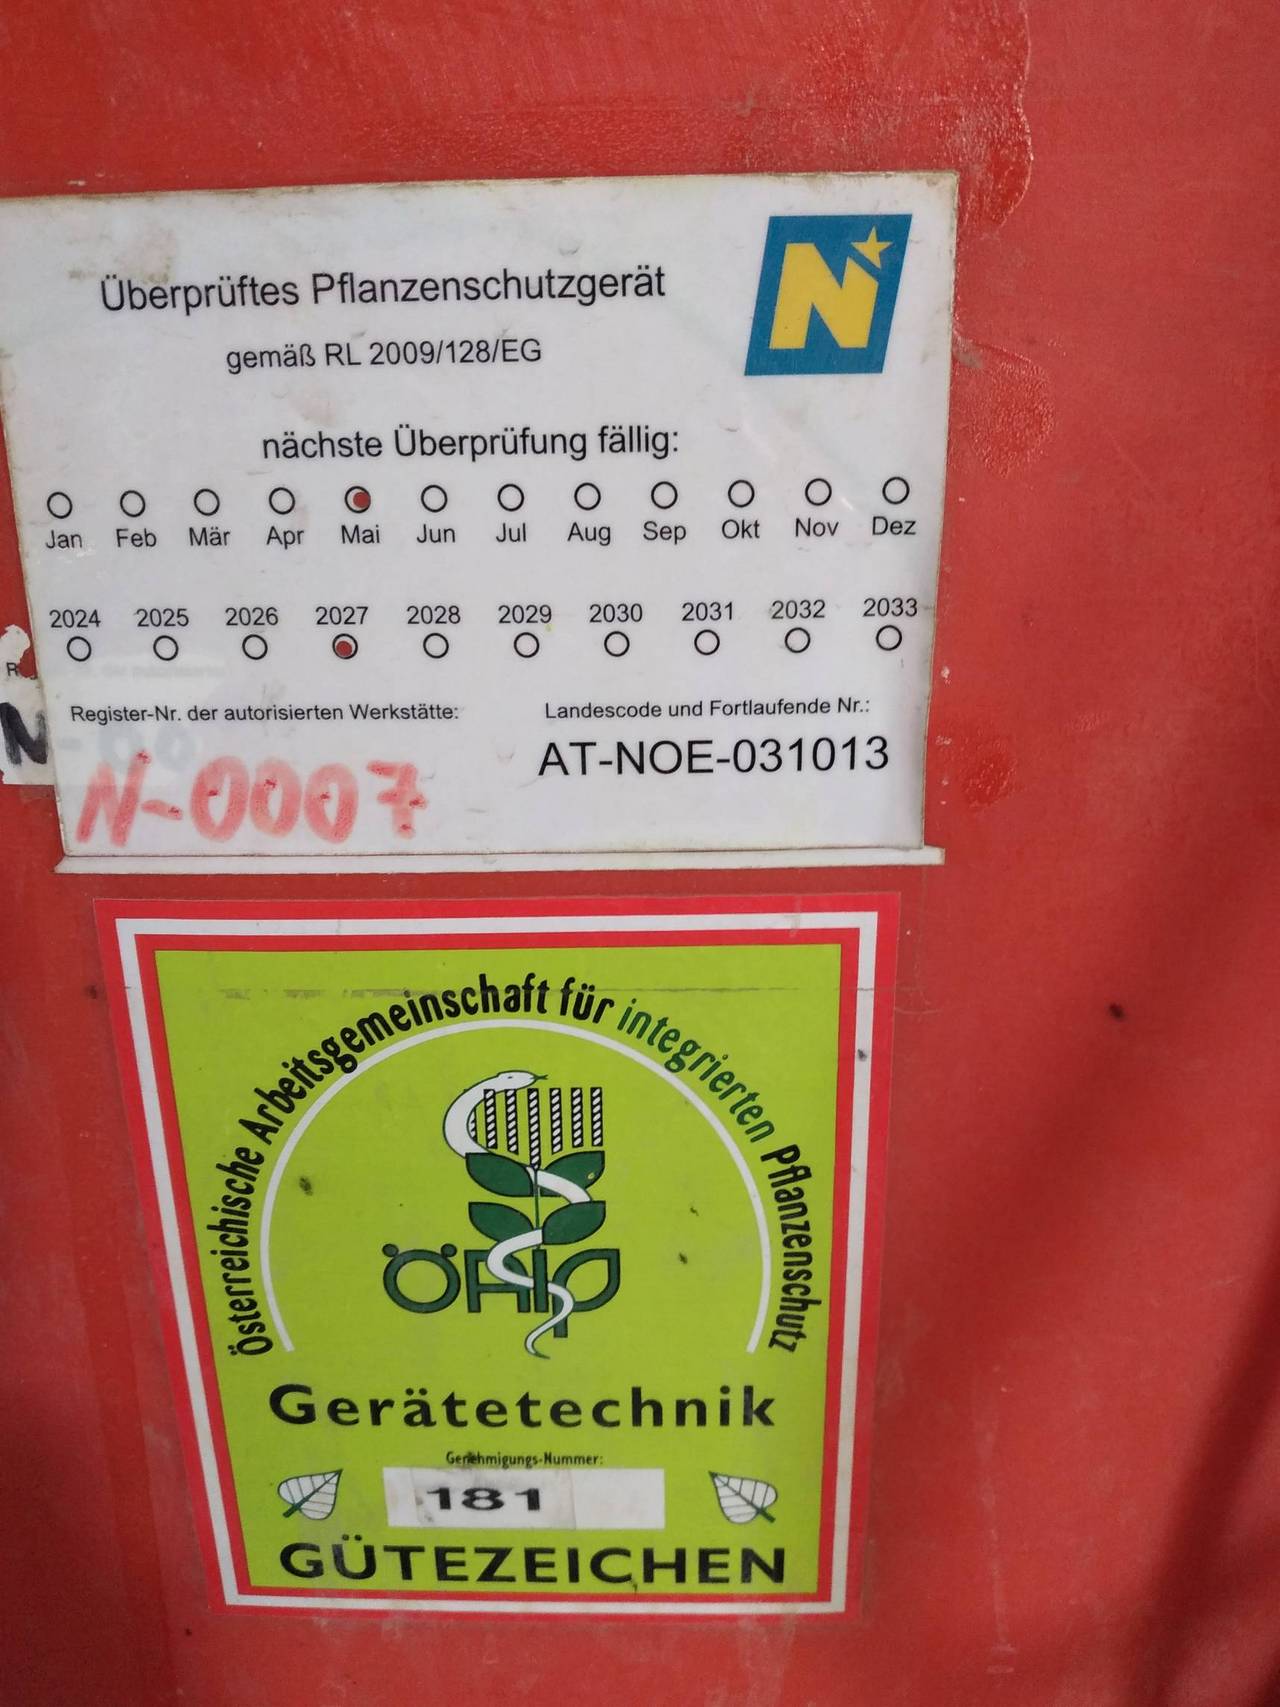 Überprüftes Pflanzenschutzgerät
gemäß RL 2009/128/EG
nächste Überprüfung fällig:
Jan Feb Mär Apr Mai Jun Jul Aug Sep Okt Nov Dez
2024 2025 2026 2027 2028 2029 2030 2031 2032 2033
Register-Nr. der autorisierten Werkstätte:
N-0007
Landescode und Fortlaufende Nr.:
AT-NOE-031013
N
Österreichische Arbeitsgemeinschaft für integrierten Pflanzenschutz
ÖAIP
Gerätetechnik
Genehmigungs-Nummer:
181
GÜTEZEICHEN